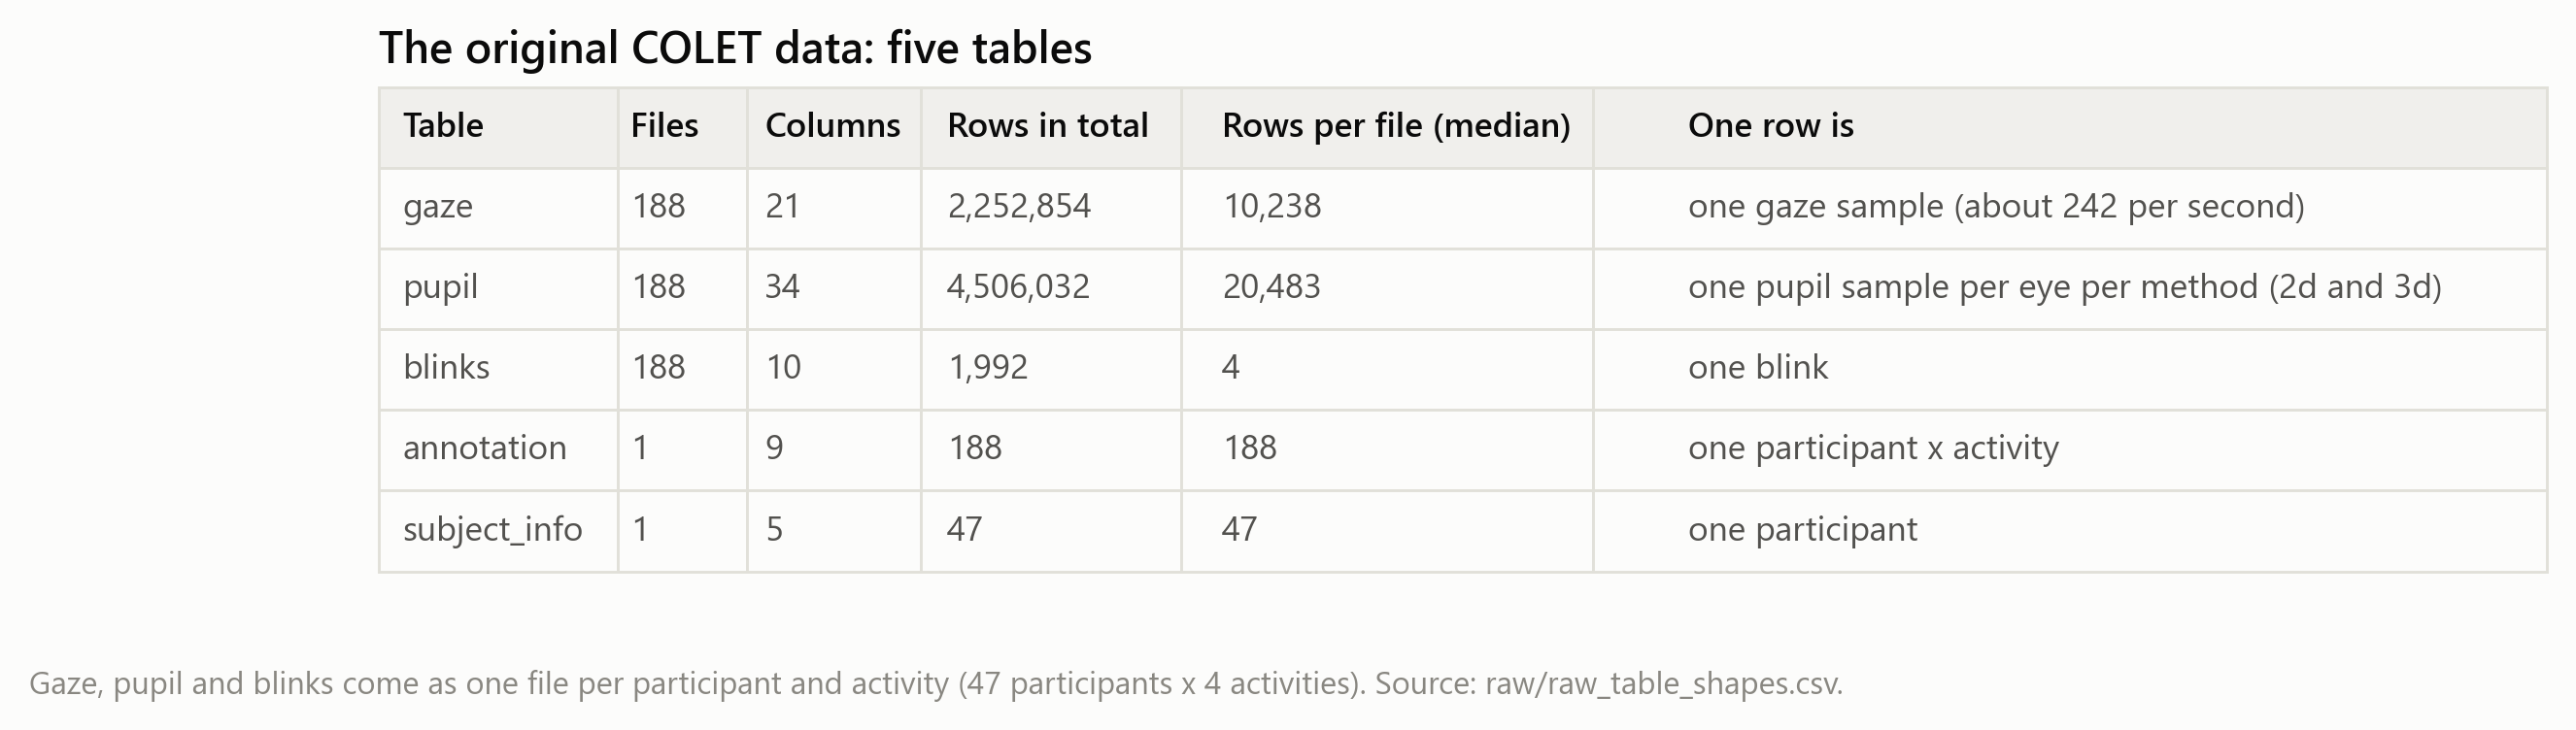 The original COLET data: five tables
Table Files Columns Rows in total Rows per file (median) One row is
gaze 188 21 2,252,854 10,238 one gaze sample (about 242 per second)
pupil 188 34 4,506,032 20,483 one pupil sample per eye per method (2d and 3d)
blinks 188 10 1,992 4 one blink
annotation 1 9 188 188 one participant x activity
subject_info 1 5 47 47 one participant
Gaze, pupil and blinks come as one file per participant and activity (47 participants x 4 activities). Source: raw/raw_table_shapes.csv.